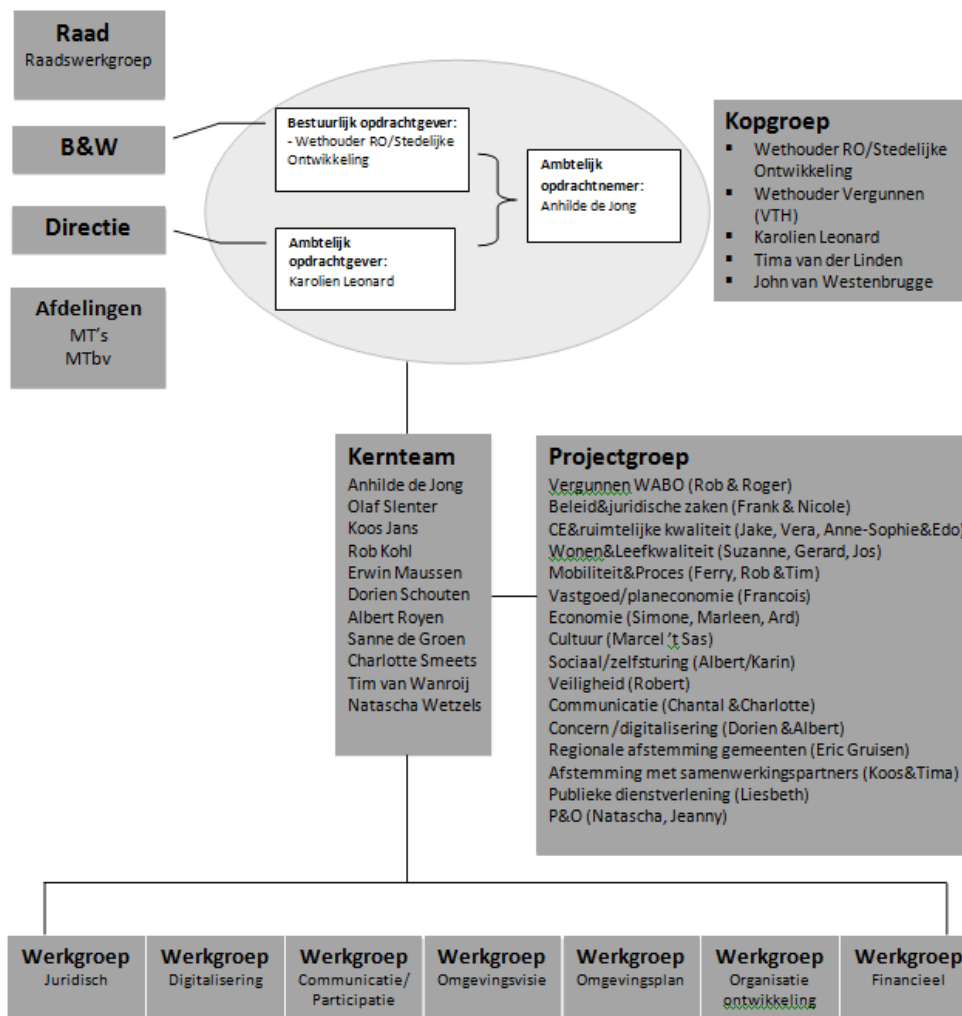 Raad
Raadswerkgroep
B&W
Directie
Afdelingen
MT's
MTbv
Bestuurlijk opdrachtgever:
- Wethouder RO/Stedelijke
Ontwikkeling
Ambtelijk
opdrachtgever:
Karolien Leonard
Ambtelijk
opdrachtnemer:
Anhilde de Jong
Kopgroep
▪ Wethouder RO/Stedelijke
Ontwikkeling
▪ Wethouder Vergunnen
(VTH)
▪ Karolien Leonard
▪ Tima van der Linden
▪ John van Westenbrugge
Kernteam
Anhilde de Jong
Olaf Slenter
Koos Jans
Rob Kohl
Erwin Maussen
Dorien Schouten
Albert Royen
Sanne de Groen
Charlotte Smeets
Tim van Wanroij
Natascha Wetzels
Projectgroep
Vergunnen WABO (Rob & Roger)
Beleid&juridische zaken (Frank & Nicole)
CE&ruimtelijke kwaliteit (Jake, Vera, Anne-Sophie&Edo)
Wonen&Leefkwaliteit (Suzanne, Gerard, Jos)
Mobiliteit&Proces (Ferry, Rob &Tim)
Vastgoed/planeconomie (Francois)
Economie (Simone, Marleen, Ard)
Cultuur (Marcel 't Sas)
Sociaal/zelfsturing (Albert/Karin)
Veiligheid (Robert)
Communicatie (Chantal &Charlotte)
Concern /digitalisering (Dorien &Albert)
Regionale afstemming gemeenten (Eric Gruisen)
Afstemming met samenwerkingspartners (Koos&Tima)
Publieke dienstverlening (Liesbeth)
P&O (Natascha, Jeanny)
Werkgroep
Juridisch
Werkgroep
Digitalisering
Werkgroep
Communicatie/
Participatie
Werkgroep
Omgevingsvisie
Werkgroep
Omgevingsplan
Werkgroep
Organisatie
ontwikkeling
Werkgroep
Financieel